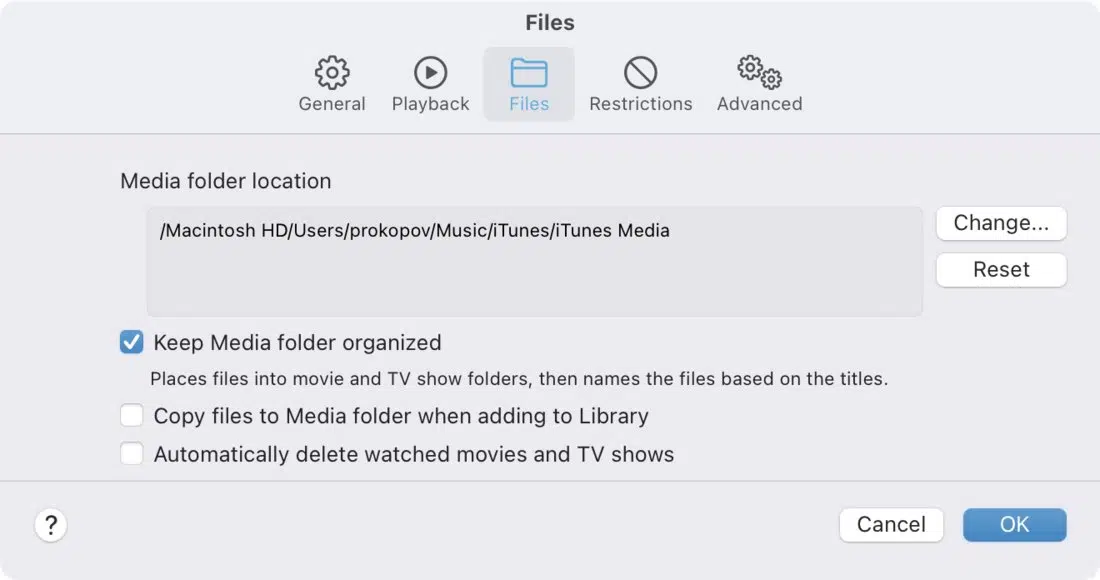 Files
General
Playback
Files
Restrictions
Advanced
Media folder location
/Macintosh HD/Users/prokopov/Music/iTunes/iTunes Media
Change...
Reset
Keep Media folder organized
Places files into movie and TV show folders, then names the files based on the titles.
Copy files to Media folder when adding to Library
Automatically delete watched movies and TV shows
?
Cancel
OK